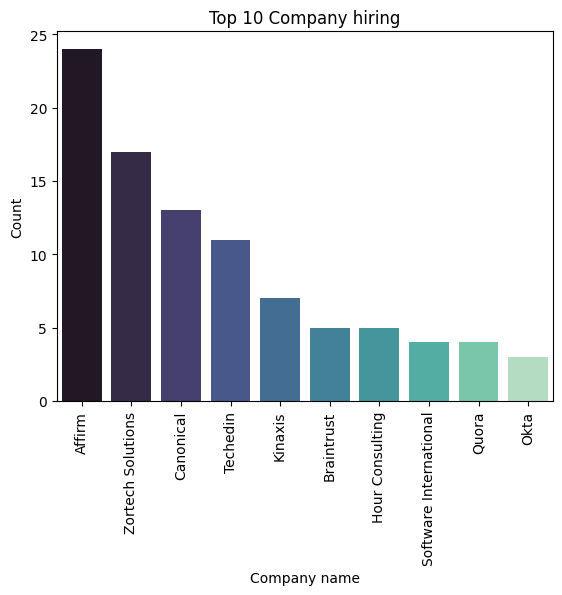 Top 10 Company hiring
Count
25
20
15
10
5
0
Affirm
Zortech Solutions
Canonical
Techedin
Kinaxis
Braintrust
Hour Consulting
Software International
Quora
Okta
Company name